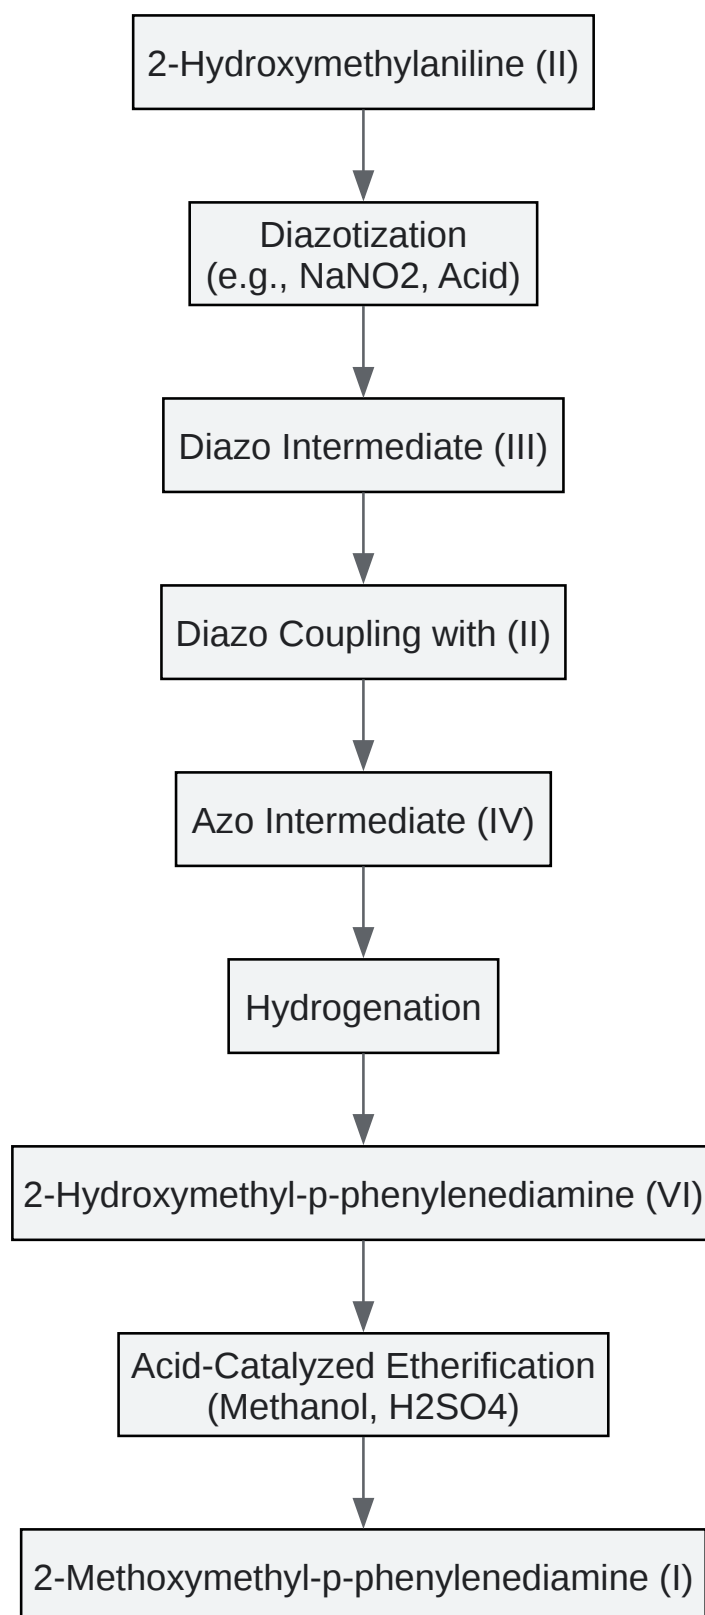 2-Hydroxymethylaniline (II)
Diazotization
(e.g., NaNO2, Acid)
Diazo Intermediate (III)
Diazo Coupling with (II)
Azo Intermediate (IV)
Hydrogenation
2-Hydroxymethyl-p-phenylenediamine (VI)
Acid-Catalyzed Etherification
(Methanol, H2SO4)
2-Methoxymethyl-p-phenylenediamine (I)